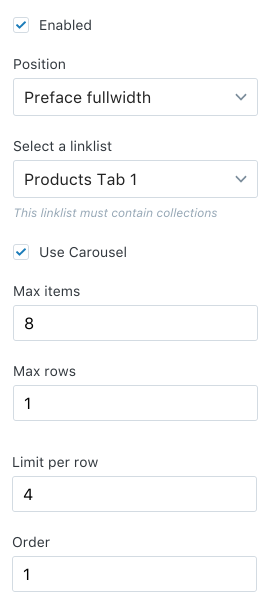 Enabled
Position
Preface fullwidth
Select a linklist
Products Tab 1
This linklist must contain collections
Use Carousel
Max items
8
Max rows
1
Limit per row
4
Order
1